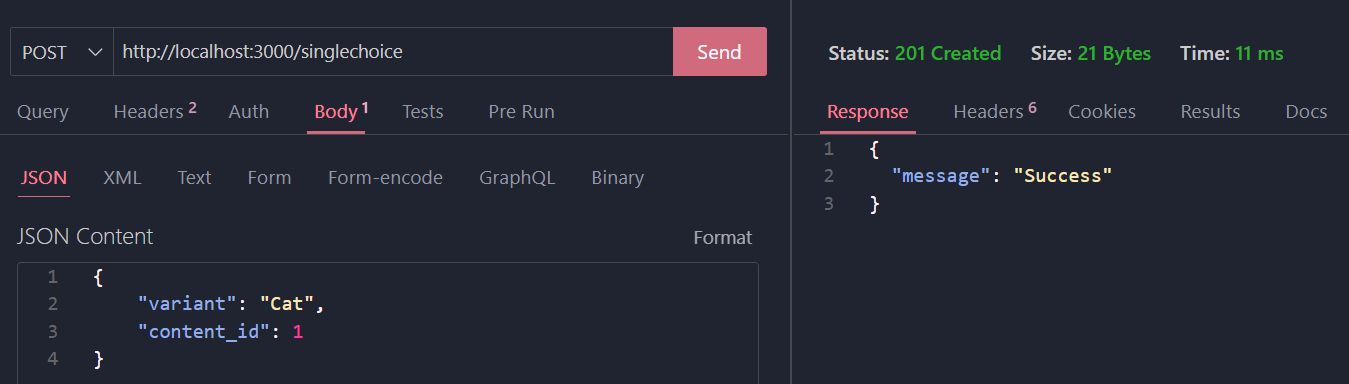 POST http://localhost:3000/singlechoice Send
Query Headers 2 Auth Body 1 Tests Pre Run
JSON XML Text Form Form-encode GraphQL Binary
JSON Content Format
1 {
2 "variant": "Cat",
3 "content_id": 1
4 }
Status: 201 Created Size: 21 Bytes Time: 11 ms
Response Headers 6 Cookies Results Docs
1 {
2 "message": "Success"
3 }